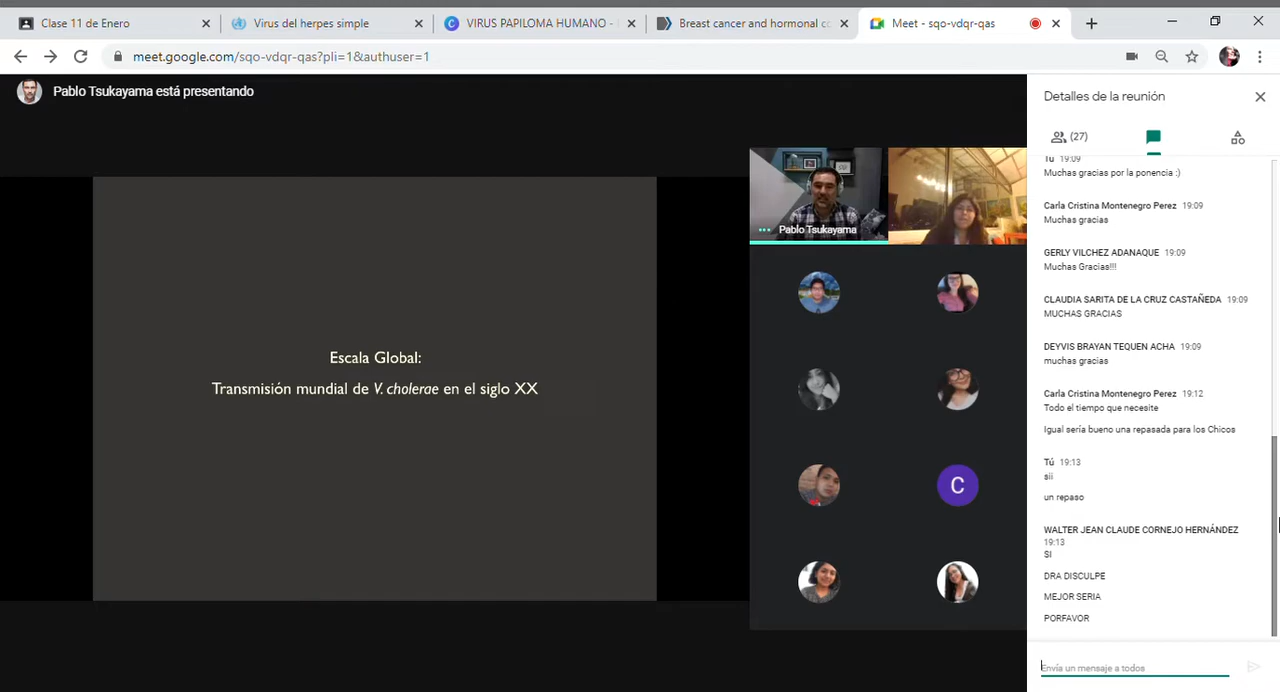 Clase 11 de Enero
Virus del herpes simple
VIRUS PAPILOMA HUMANO -
Breast cancer and hormonal co
Meet - sqo-vdqr-qas
meet.google.com/sqo-vdqr-qas?pli=1&authuser=1
Pablo Tsukayama está presentando
Escala Global:
Transmisión mundial de V. cholerae en el siglo XX
Pablo Tsukayama
C
Detalles de la reunión
(27)
Tú 19:09
Muchas gracias por la ponencia :)
Carla Cristina Montenegro Perez 19:09
Muchas gracias
GERLY VILCHEZ ADANAQUE 19:09
Muchas Gracias!!!
CLAUDIA SARITA DE LA CRUZ CASTAÑEDA 19:09
MUCHAS GRACIAS
DEYVIS BRAYAN TEQUEN ACHA 19:09
muchas gracias
Carla Cristina Montenegro Perez 19:12
Todo el tiempo que necesite
Igual sería bueno una repasada para los Chicos
Tú 19:13
sii
un repaso
WALTER JEAN CLAUDE CORNEJO HERNÁNDEZ
19:13
SI
DRA DISCULPE
MEJOR SERIA
PORFAVOR
Envía un mensaje a todos